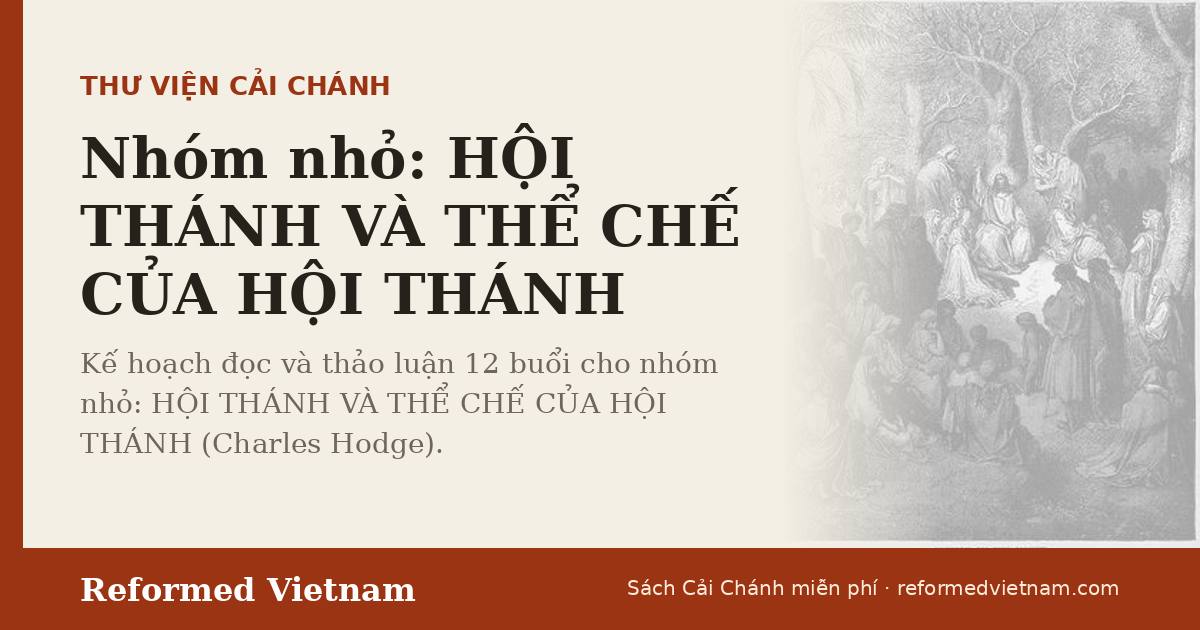 THƯ VIỆN CẢI CHÁNH
Nhóm nhỏ: HỘI
THÁNH VÀ THỂ CHẾ
CỦA HỘI THÁNH
Kế hoạch đọc và thảo luận 12 buổi cho nhóm
nhỏ: HỘI THÁNH VÀ THỂ CHẾ CỦA HỘI
THÁNH (Charles Hodge).
Reformed Vietnam
Sách Cải Chánh miễn phí · reformedvietnam.com